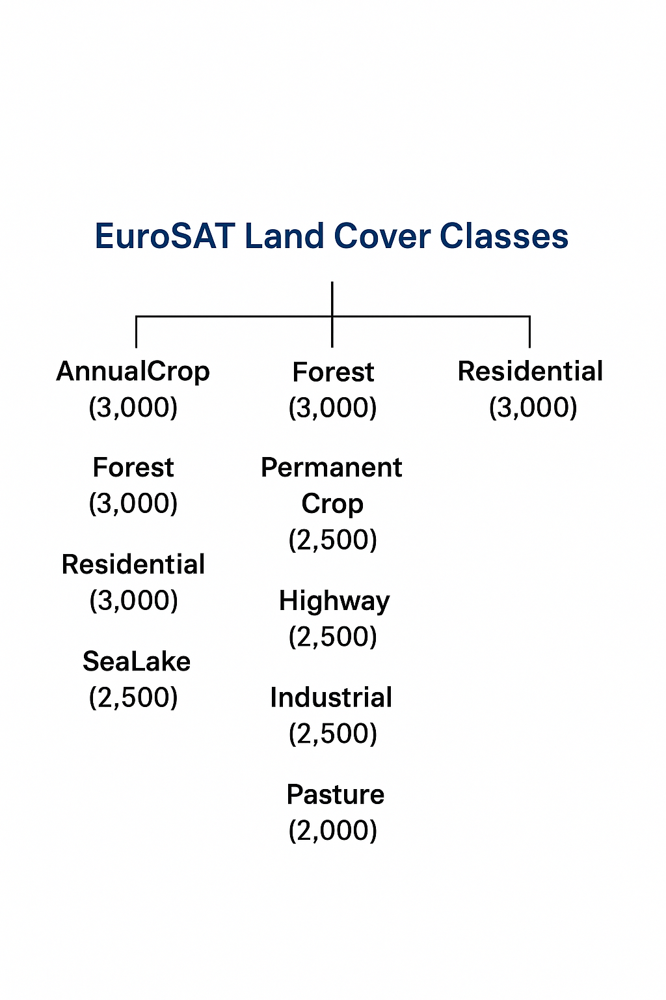 EuroSAT Land Cover Classes
AnnualCrop
(3,000)
Forest
(3,000)
Residential
(3,000)
SeaLake
(2,500)
Forest
(3,000)
Permanent
Crop
(2,500)
Highway
(2,500)
Industrial
(2,500)
Pasture
(2,000)
Residential
(3,000)